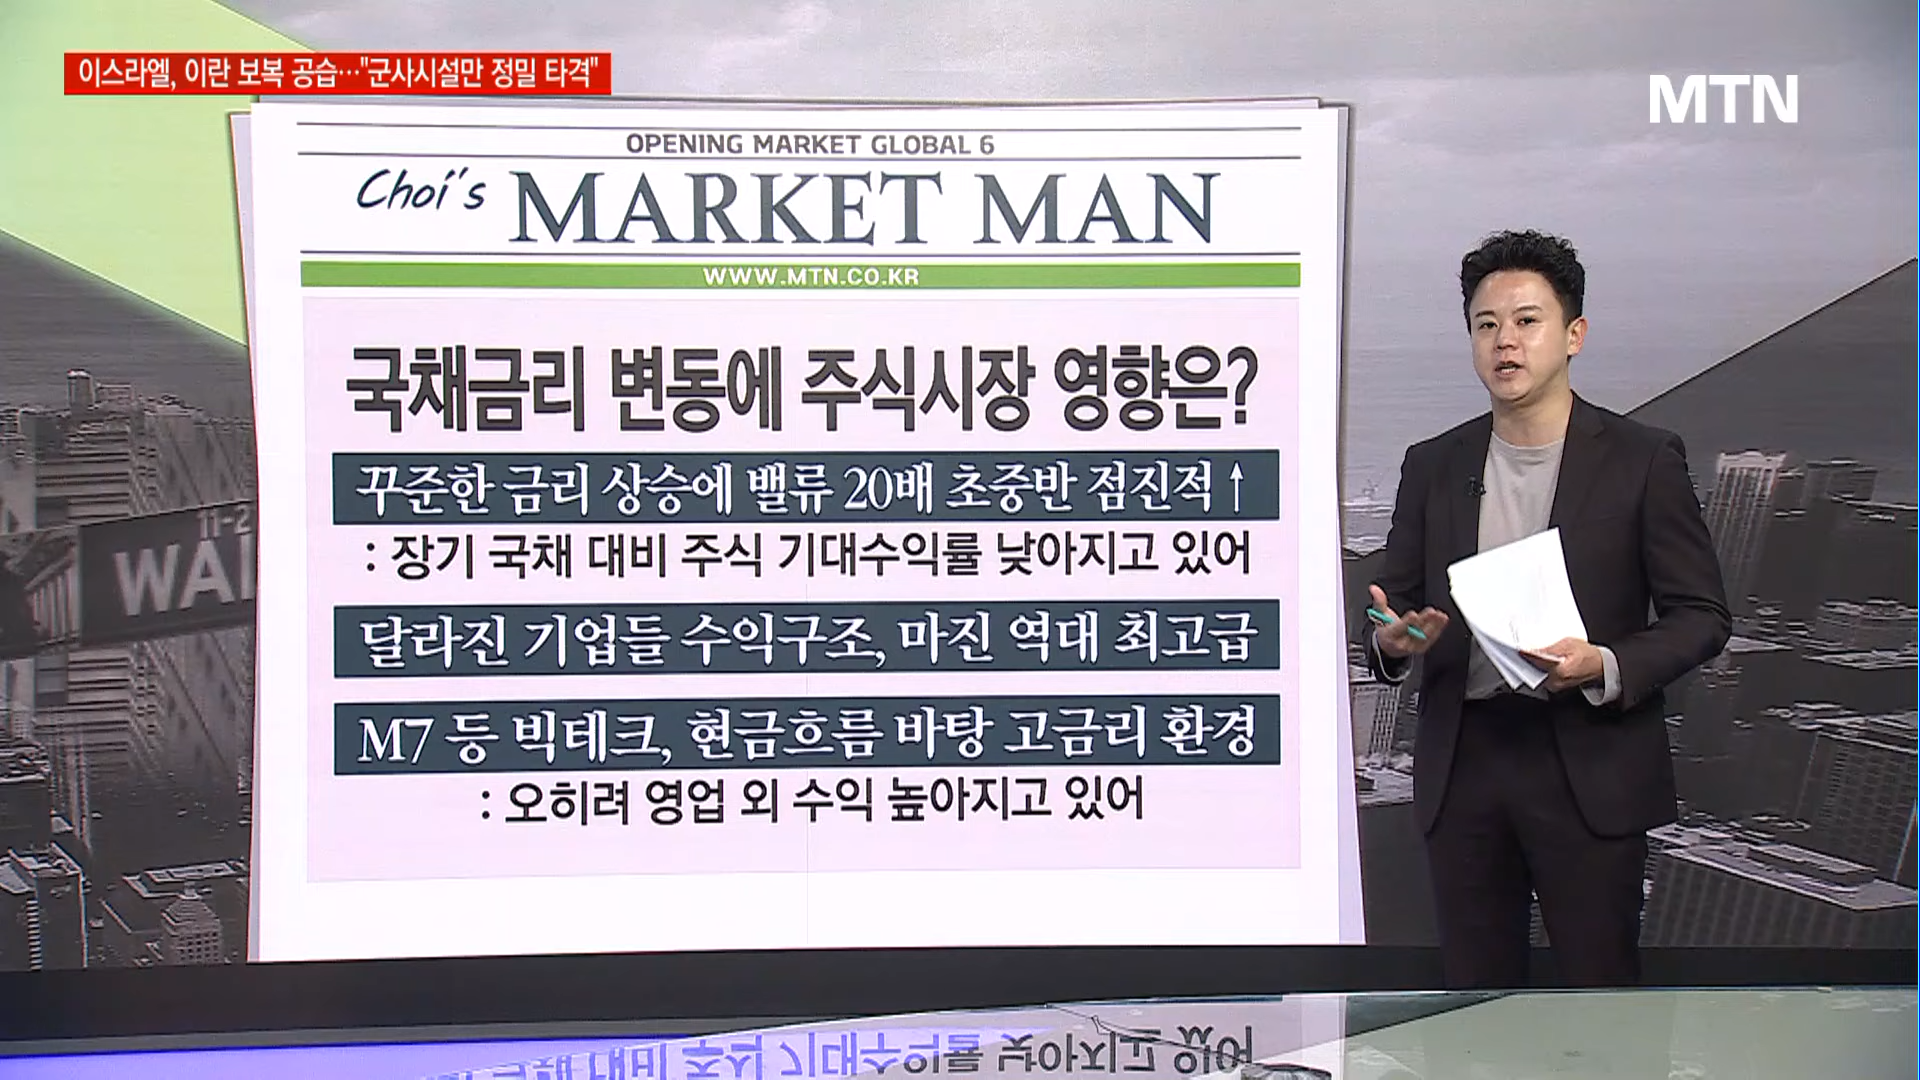 이스라엘, 이란 보복 공습…"군사시설만 정밀 타격"
MTN
OPENING MARKET GLOBAL 6
Choi's MARKET MAN
WWW.MTN.CO.KR
국채금리 변동에 주식시장 영향은?
꾸준한 금리 상승에 밸류 20배 초중반 점진적↑
: 장기 국채 대비 주식 기대수익률 낮아지고 있어
달라진 기업들 수익구조, 마진 역대 최고급
M7 등 빅테크, 현금흐름 바탕 고금리 환경
: 오히려 영업 외 수익 높아지고 있어
11-2
WAL